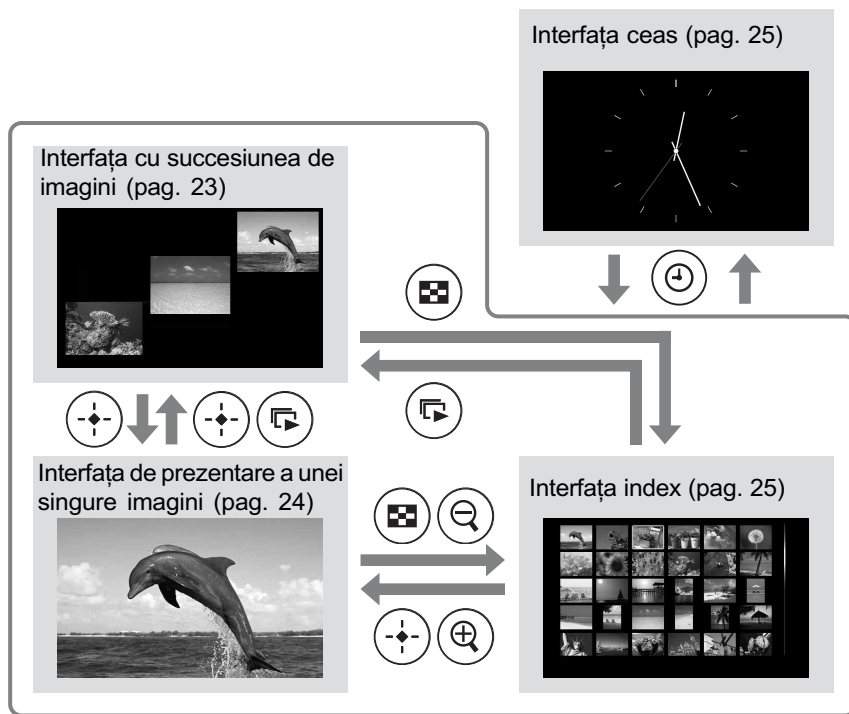 Interfața ceas (pag. 25)
Interfața cu succesiunea de
imagini (pag. 23)
Interfața de prezentare a unei
singure imagini (pag. 24)
Interfața index (pag. 25)